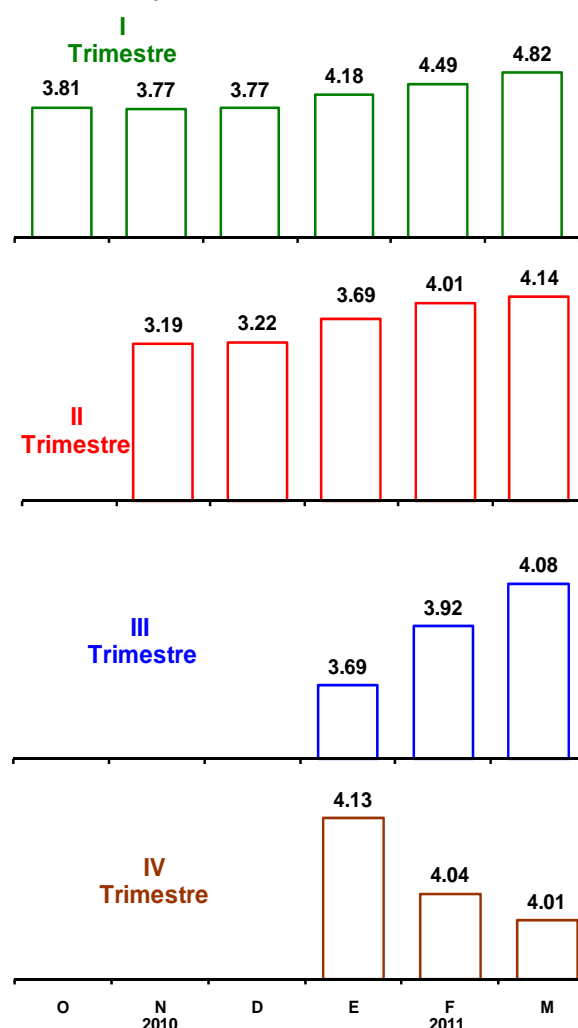 I
Trimestre
3.81 3.77 3.77 4.18 4.49 4.82
II
Trimestre
3.19 3.22 3.69 4.01 4.14
III
Trimestre
3.69 3.92 4.08
IV
Trimestre
4.13 4.04 4.01
O N D E F M
2010 2011